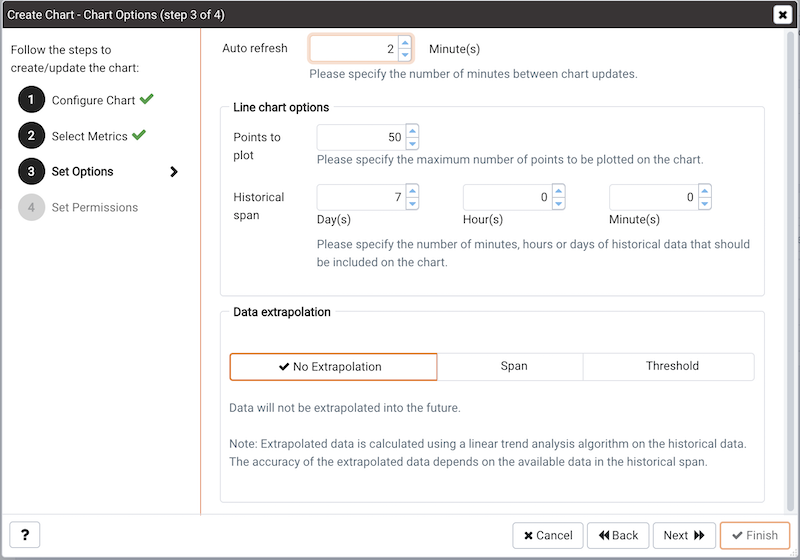 Create Chart - Chart Options (step 3 of 4)
Follow the steps to
create/update the chart:
1 Configure Chart
2 Select Metrics
3 Set Options
4 Set Permissions
Auto refresh 2 Minute(s)
Please specify the number of minutes between chart updates.
Line chart options
Points to
plot
50
Please specify the maximum number of points to be plotted on the chart.
Historical
span
7 0 0
Day(s) Hour(s) Minute(s)
Please specify the number of minutes, hours or days of historical data that should
be included on the chart.
Data extrapolation
No Extrapolation Span Threshold
Data will not be extrapolated into the future.
Note: Extrapolated data is calculated using a linear trend analysis algorithm on the historical data.
The accuracy of the extrapolated data depends on the available data in the historical span.
? Cancel Back Next Finish